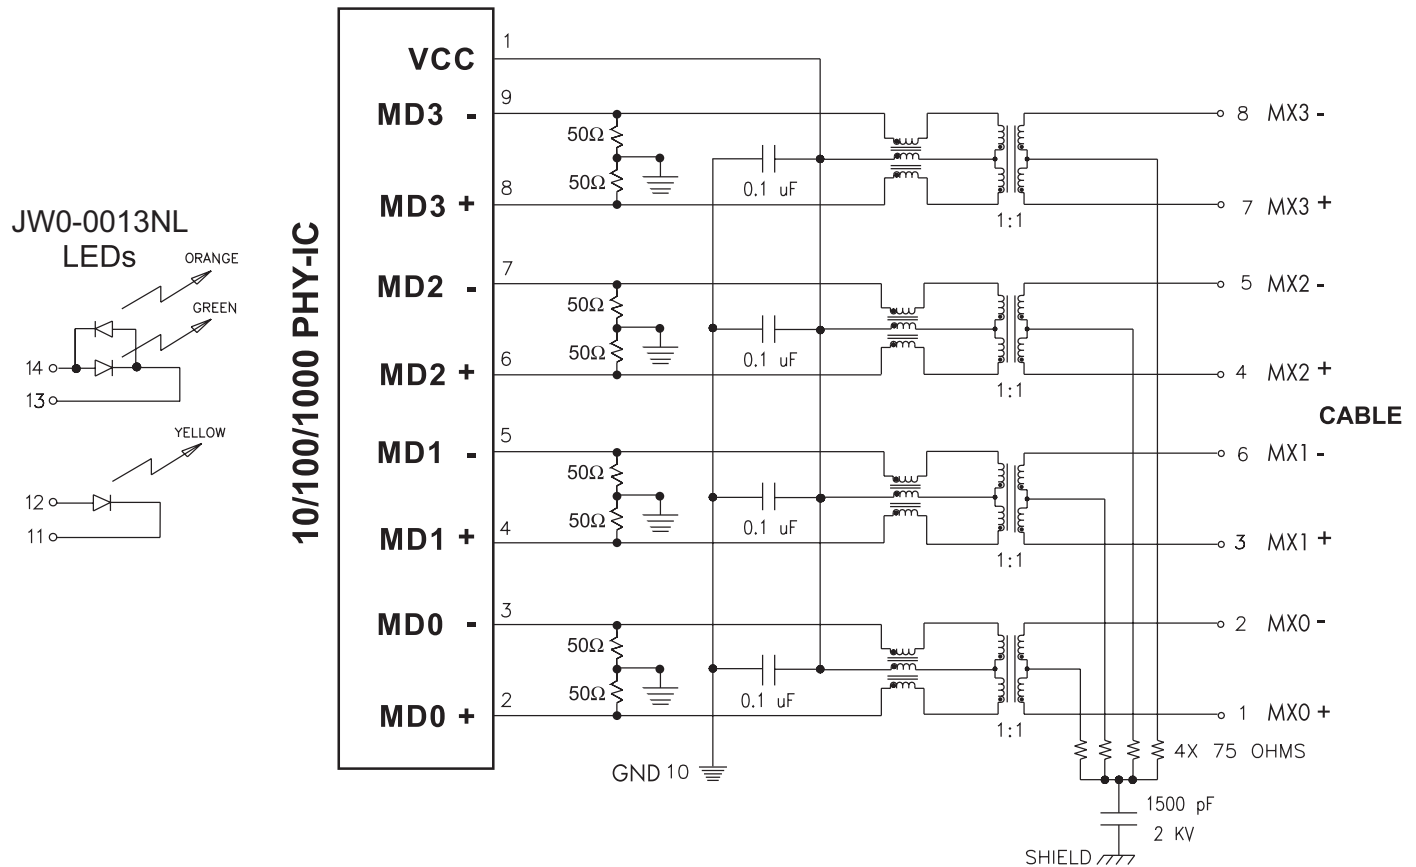 JW0-0013NL
LEDs
ORANGE
GREEN
14
13
YELLOW
12
11
10/100/1000 PHY-IC
VCC 1
MD3 - 9
50Ω
50Ω
0.1 uF
MD3 + 8
1:1
8 MX3 -
7 MX3 +
MD2 - 7
50Ω
50Ω
0.1 uF
MD2 + 6
1:1
5 MX2 -
4 MX2 +
CABLE
MD1 - 5
50Ω
50Ω
0.1 uF
MD1 + 4
1:1
6 MX1 -
3 MX1 +
MD0 - 3
50Ω
50Ω
0.1 uF
MD0 + 2
1:1
2 MX0 -
1 MX0 +
4X 75 OHMS
GND 10
1500 pF
2 KV
SHIELD